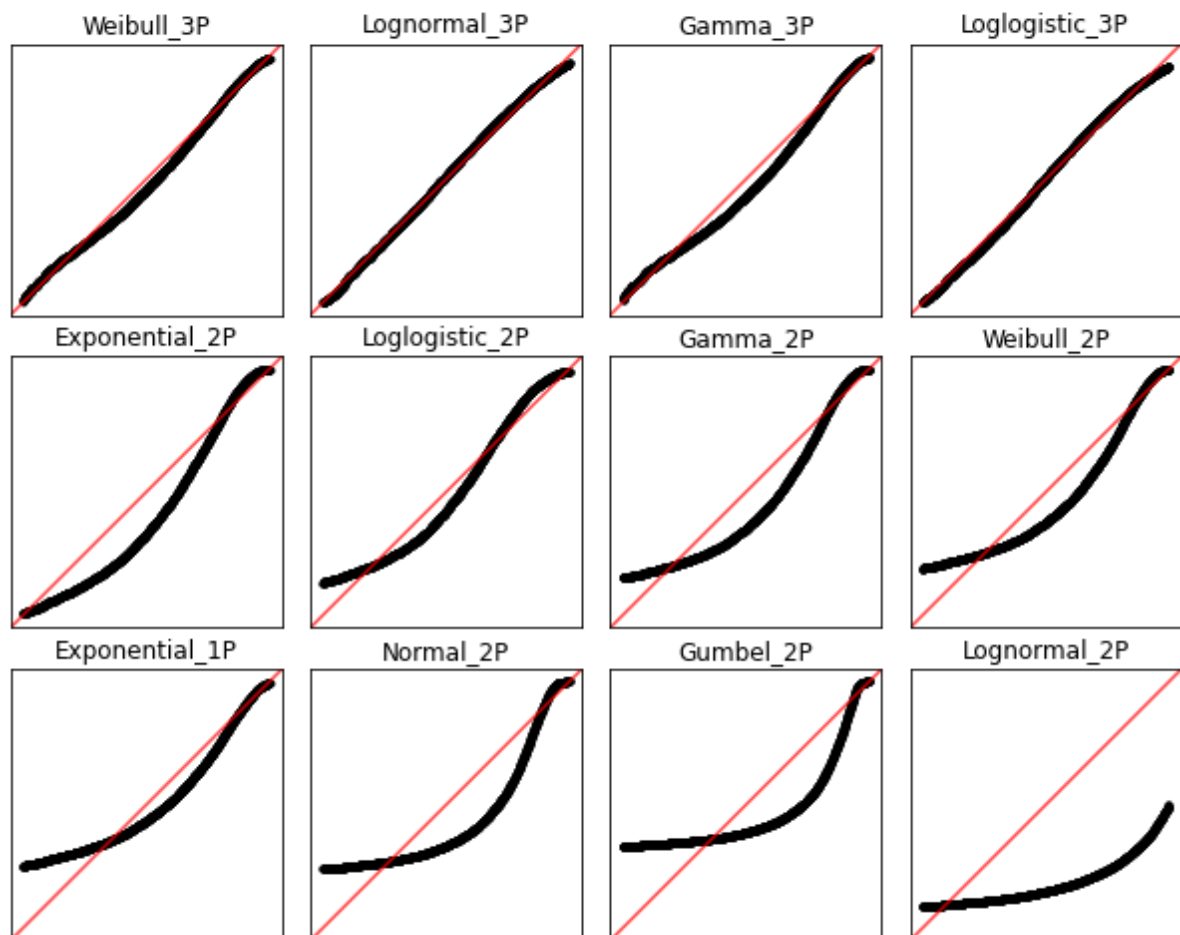 Weibull_3P
Lognormal_3P
Gamma_3P
Loglogistic_3P
Exponential_2P
Loglogistic_2P
Gamma_2P
Weibull_2P
Exponential_1P
Normal_2P
Gumbel_2P
Lognormal_2P